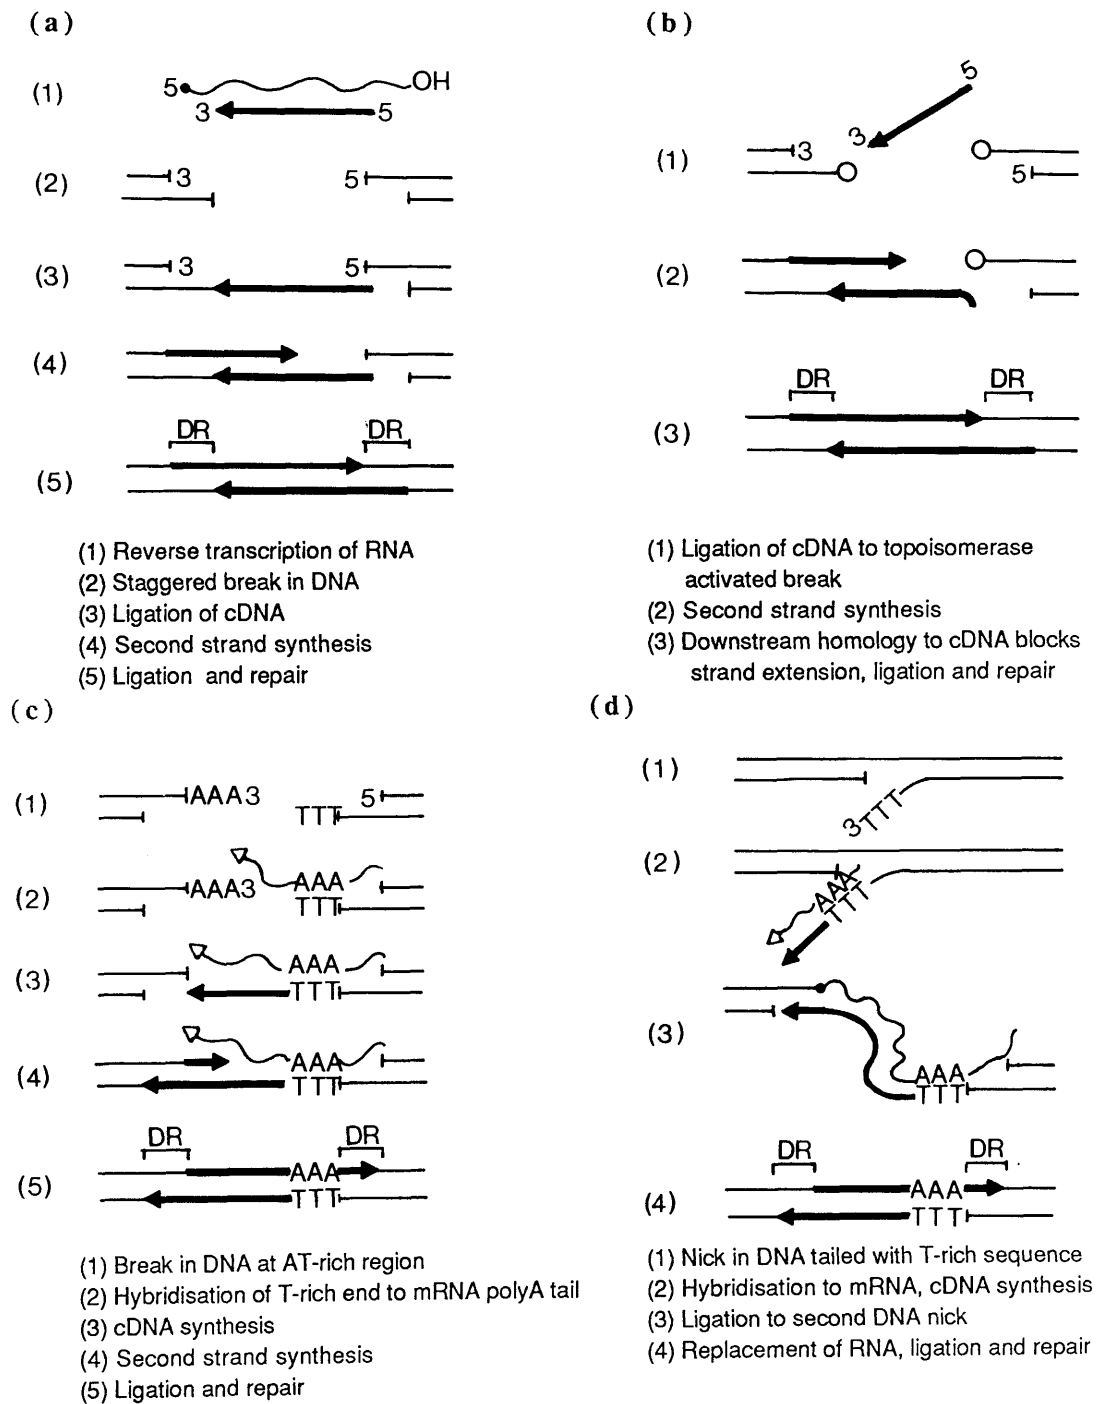 (a)
(1)
5
OH
3
5
(2)
3
5
(3)
3
5
(4)
DR
DR
(5)
(1) Reverse transcription of RNA
(2) Staggered break in DNA
(3) Ligation of cDNA
(4) Second strand synthesis
(5) Ligation and repair
(b)
5
3
(1)
3
5
(2)
DR
DR
(3)
(1) Ligation of cDNA to topoisomerase
activated break
(2) Second strand synthesis
(3) Downstream homology to cDNA blocks
strand extension, ligation and repair
(c)
(1)
AAA3
5
TTT
(2)
AAA3
AAA
TTT
(3)
AAA
TTT
(4)
AAA
TTT
DR
DR
(5)
AAA
TTT
(1) Break in DNA at AT-rich region
(2) Hybridisation of T-rich end to mRNA polyA tail
(3) cDNA synthesis
(4) Second strand synthesis
(5) Ligation and repair
(d)
(1)
3TTT
(2)
AAA
TTT
(3)
AAA
TTT
DR
DR
(4)
AAA
TTT
(1) Nick in DNA tailed with T-rich sequence
(2) Hybridisation to mRNA, cDNA synthesis
(3) Ligation to second DNA nick
(4) Replacement of RNA, ligation and repair